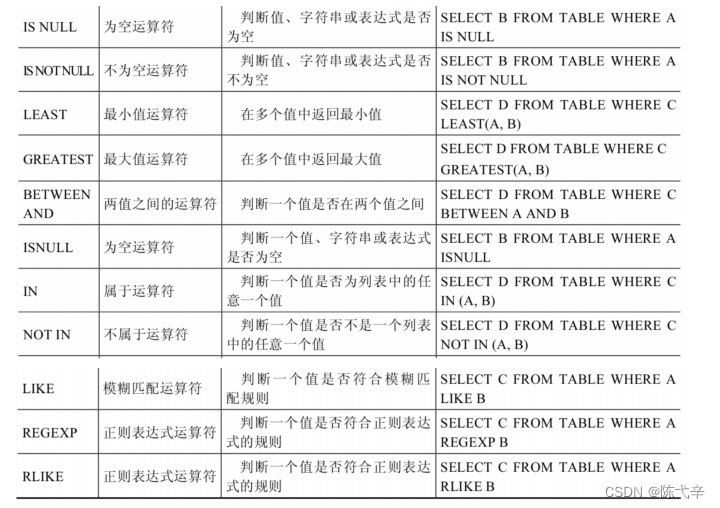 IS NULL 为空运算符 判断值、字符串或表达式是否为空 SELECT B FROM TABLE WHERE A IS NULL
IS NOT NULL 不为空运算符 判断值、字符串或表达式是否不为空 SELECT B FROM TABLE WHERE A IS NOT NULL
LEAST 最小值运算符 在多个值中返回最小值 SELECT D FROM TABLE WHERE C LEAST(A, B)
GREATEST 最大值运算符 在多个值中返回最大值 SELECT D FROM TABLE WHERE C GREATEST(A, B)
BETWEEN AND 两值之间的运算符 判断一个值是否在两个值之间 SELECT D FROM TABLE WHERE C BETWEEN A AND B
ISNULL 为空运算符 判断一个值、字符串或表达式是否为空 SELECT B FROM TABLE WHERE A ISNULL
IN 属于运算符 判断一个值是否为列表中的任意一个值 SELECT D FROM TABLE WHERE C IN (A, B)
NOT IN 不属于运算符 判断一个值是否不是一个列表中的任意一个值 SELECT D FROM TABLE WHERE C NOT IN (A, B)
LIKE 模糊匹配运算符 判断一个值是否符合模糊匹配规则 SELECT C FROM TABLE WHERE A LIKE B
REGEXP 正则表达式运算符 判断一个值是否符合正则表达式的规则 SELECT C FROM TABLE WHERE A REGEXP B
RLIKE 正则表达式运算符 判断一个值是否符合正则表达式的规则 SELECT C FROM TABLE WHERE A RLIKE B
CSDN @陈弋辛